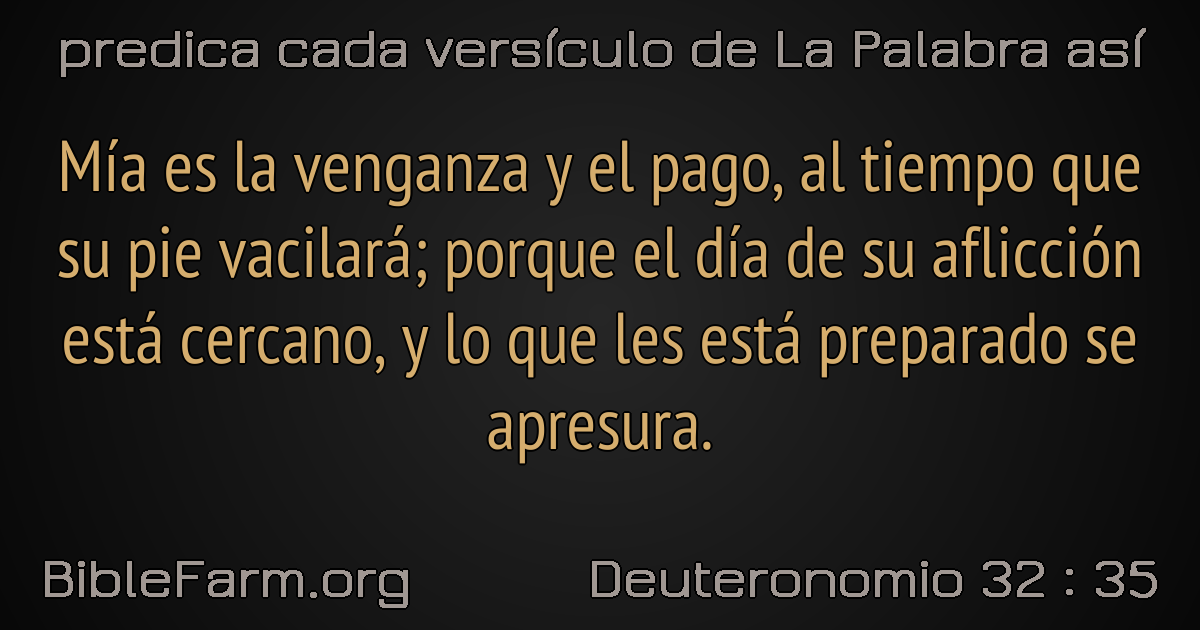 predica cada versículo de La Palabra así
Mía es la venganza y el pago, al tiempo que
su pie vacilará; porque el día de su aflicción
está cercano, y lo que les está preparado se
apresura.
BibleFarm.org
Deuteronomio 32 : 35